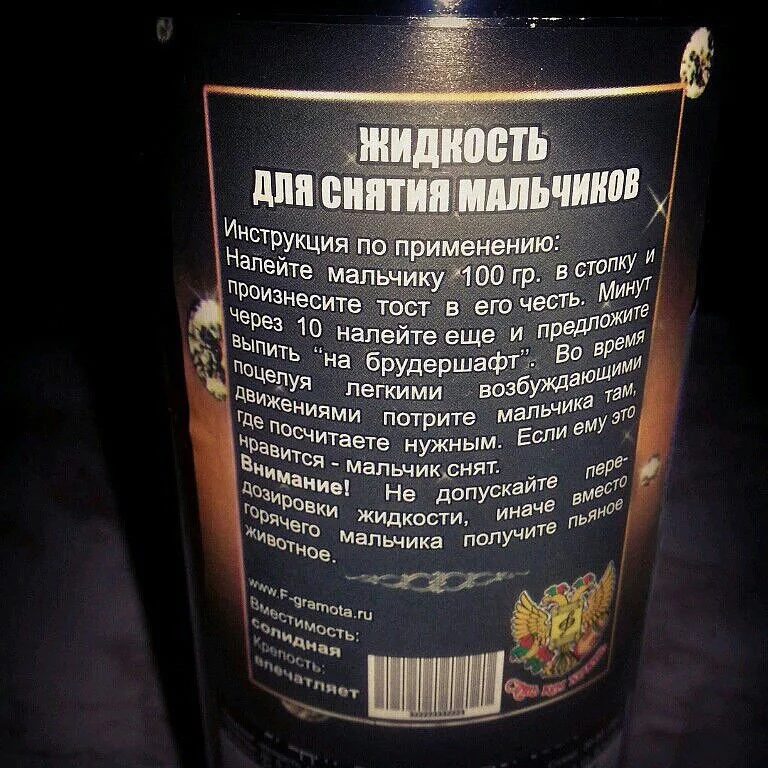 ЖИДКОСТЬ
ДЛЯ СНЯТИЯ МАЛЬЧИКОВ
Инструкция по применению:
Налейте мальчику 100 гр. в стопку и
произнесите тост в его честь. Минут
через 10 налейте еще и предложите
выпить “на брудершафт”. Во время
поцелуя легкими возбуждающими
движениями потрите мальчика там,
где посчитаете нужным. Если ему это
нравится - мальчик снят.
Внимание! Не допускайте пере-
дозировки жидкости, иначе вместо
горячего мальчика получите пьяное
животное.
www.F-gramota.ru
Вместимость:
солидная
Крепость:
впечатляет